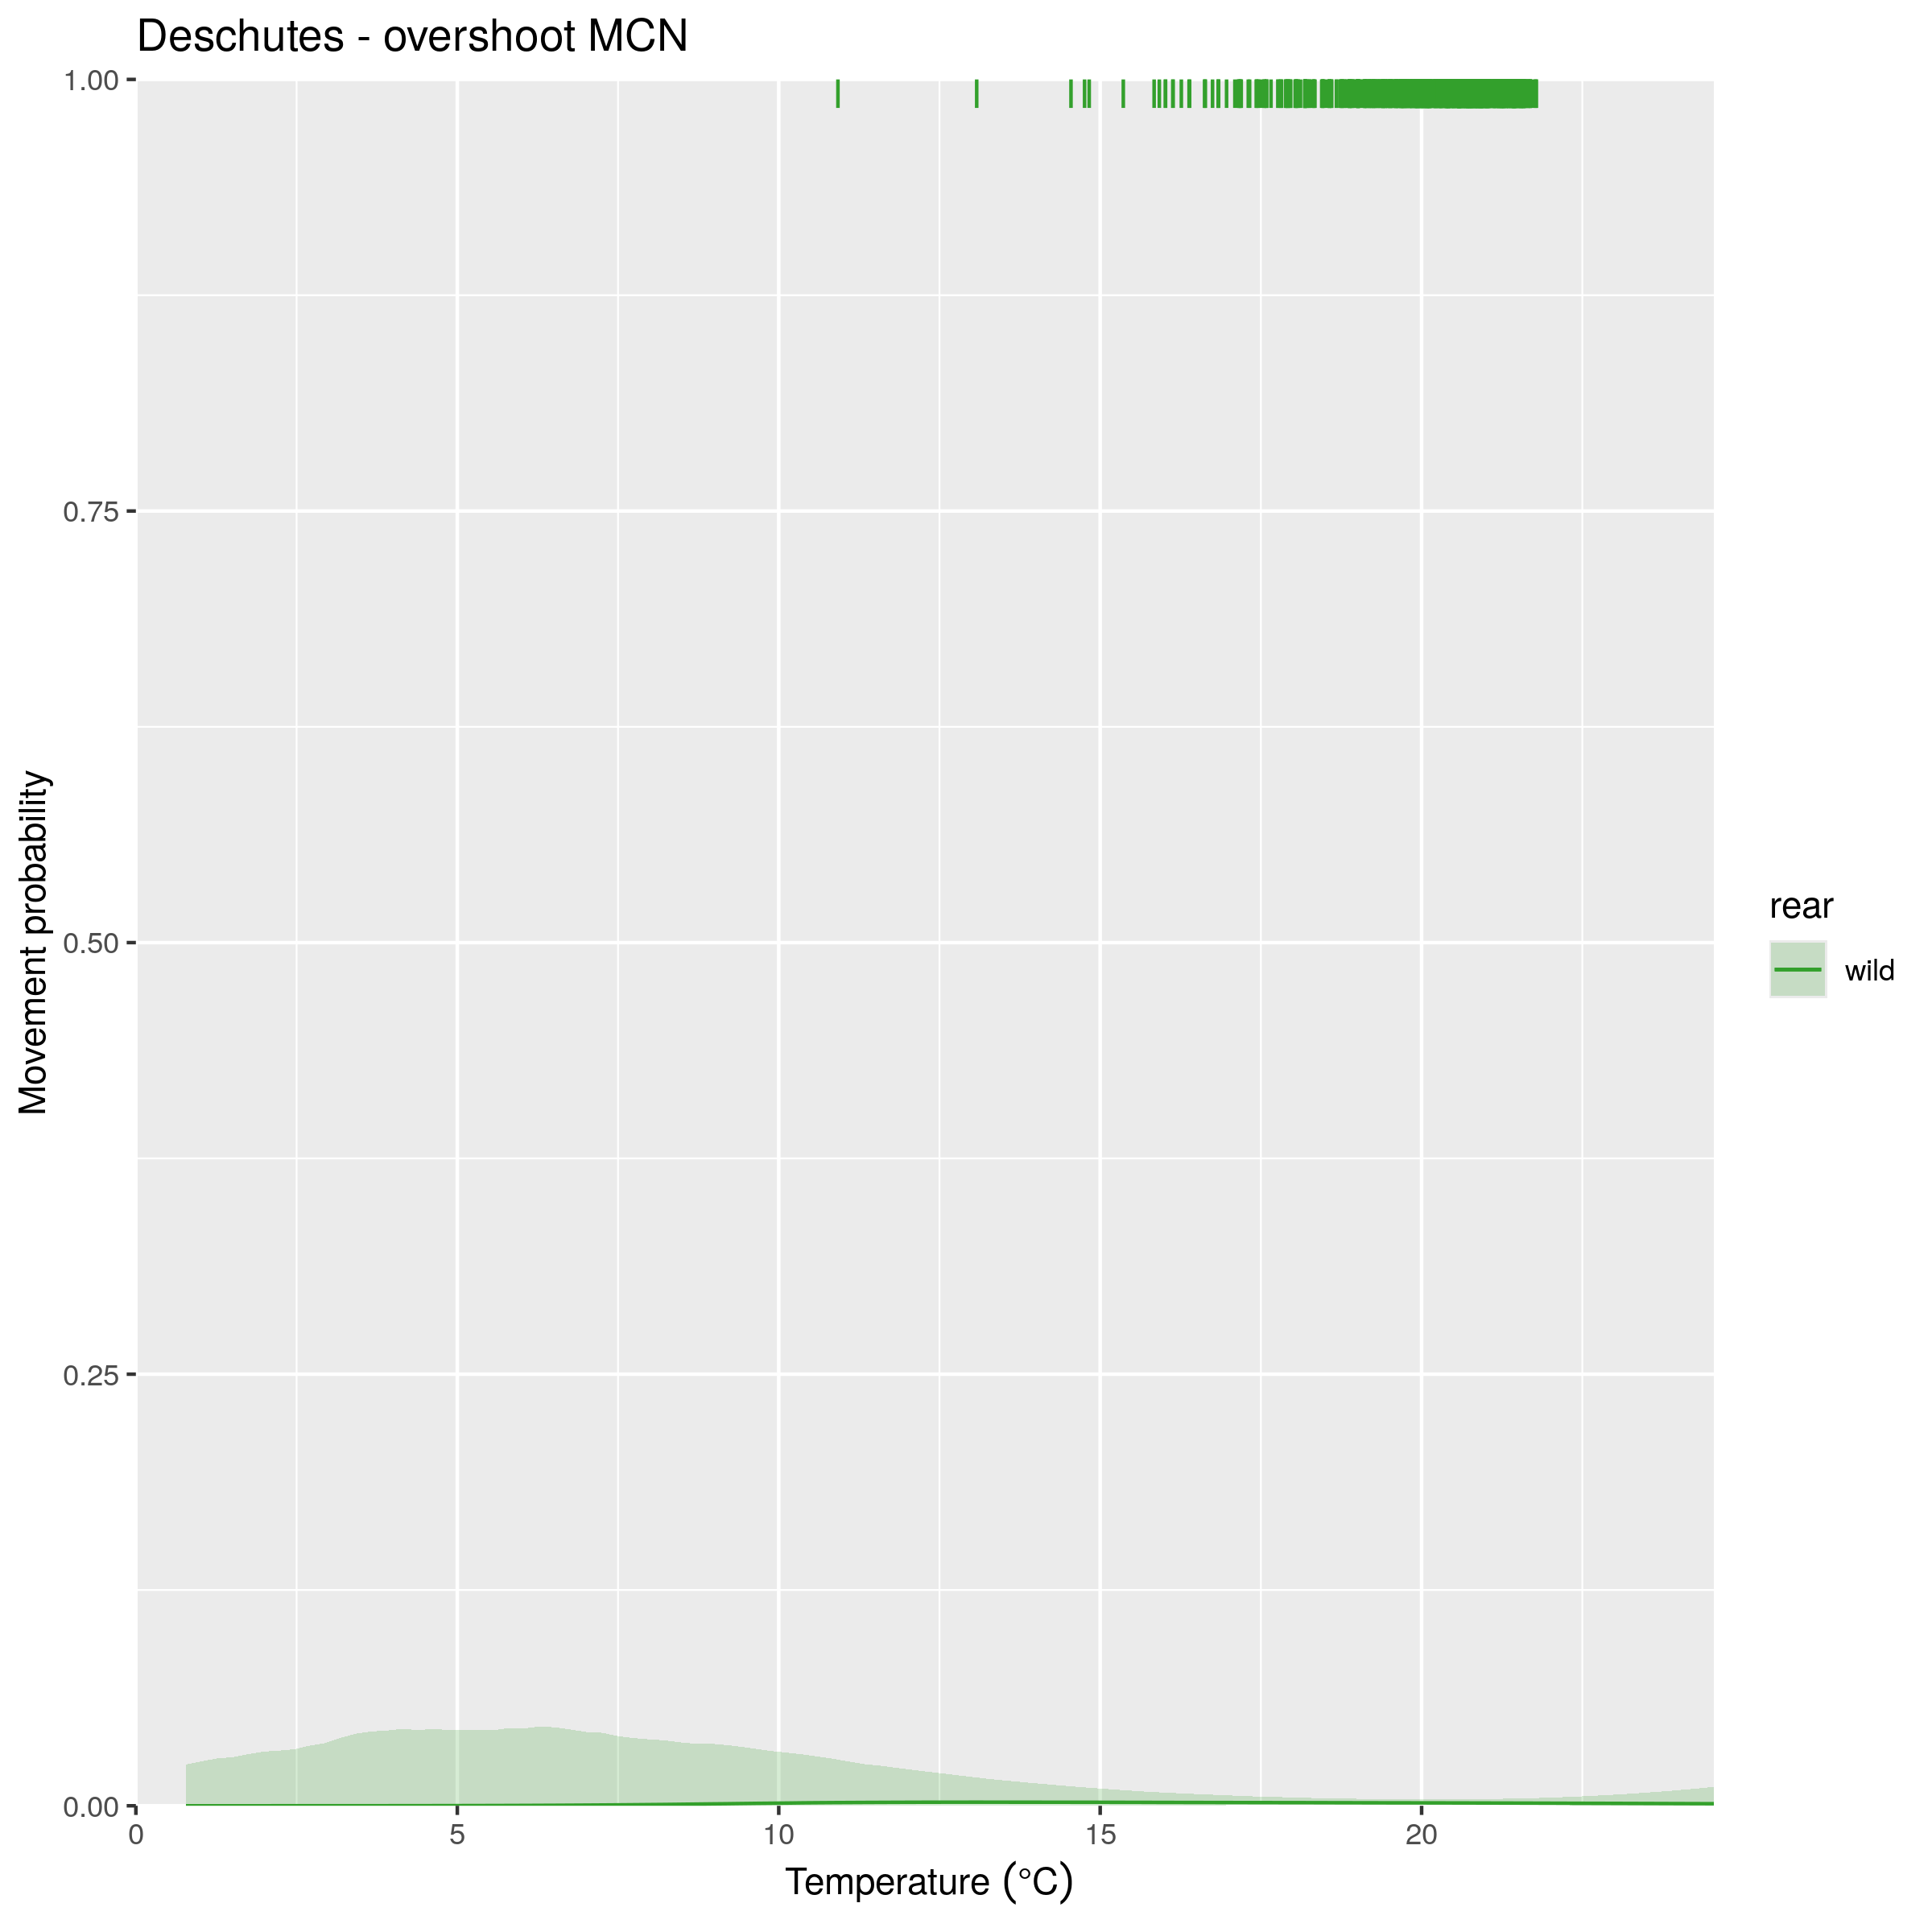 Deschutes - overshoot MCN
1.00
0.75
0.50
0.25
0.00
Movement probability
0
5
10
15
20
Temperature (°C)
rear
wild